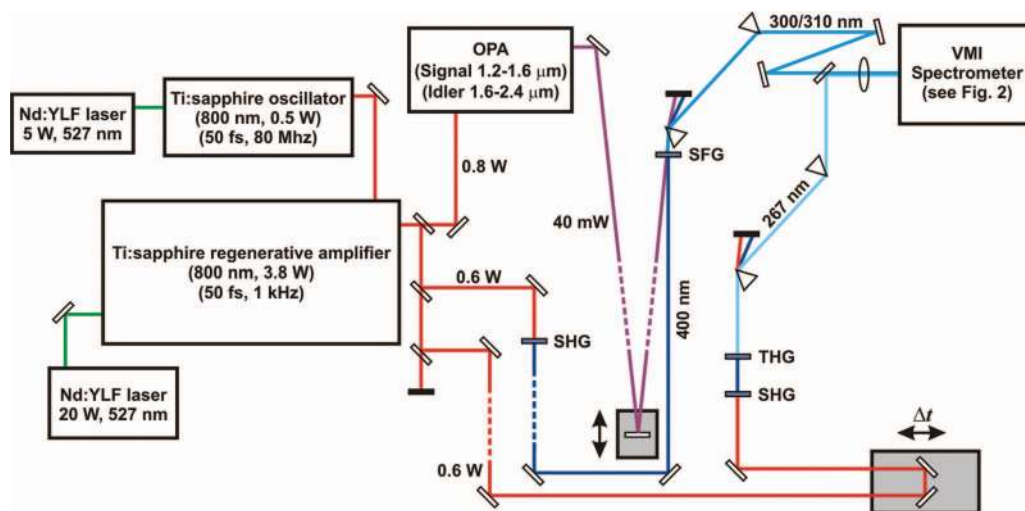 OPA
(Signal 1.2-1.6 μm)
(Idler 1.6-2.4 μm)
300/310 nm
VMI
Spectrometer
(see Fig. 2)
Nd:YLF laser
5 W, 527 nm
Ti:sapphire oscillator
(800 nm, 0.5 W)
(50 fs, 80 Mhz)
0.8 W
SFG
40 mW
267 nm
Ti:sapphire regenerative amplifier
(800 nm, 3.8 W)
(50 fs, 1 kHz)
0.6 W
400 nm
SHG
THG
SHG
Nd:YLF laser
20 W, 527 nm
0.6 W
Δt